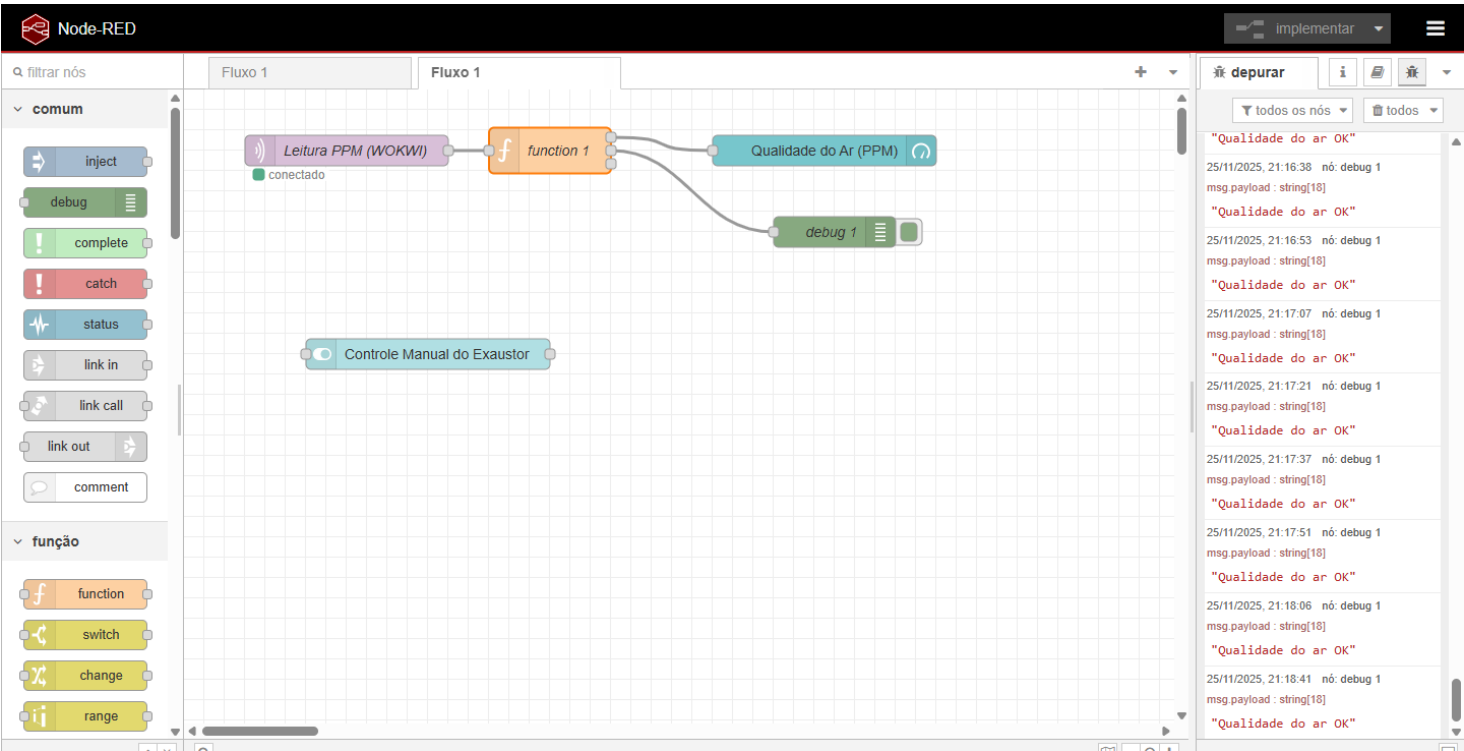 Node-RED
implementar
filtrar nós
comum
inject
debug
complete
catch
status
link in
link call
link out
comment
função
function
switch
change
range
Fluxo 1
Fluxo 1
Leitura PPM (WOKWI)
conectado
function 1
Qualidade do Ar (PPM)
debug 1
Controle Manual do Exaustor
depurar
todos os nós
todos
"Qualidade do ar OK"
25/11/2025, 21:16:38 nó: debug 1
msg.payload : string[18]
"Qualidade do ar OK"
25/11/2025, 21:16:53 nó: debug 1
msg.payload : string[18]
"Qualidade do ar OK"
25/11/2025, 21:17:07 nó: debug 1
msg.payload : string[18]
"Qualidade do ar OK"
25/11/2025, 21:17:21 nó: debug 1
msg.payload : string[18]
"Qualidade do ar OK"
25/11/2025, 21:17:37 nó: debug 1
msg.payload : string[18]
"Qualidade do ar OK"
25/11/2025, 21:17:51 nó: debug 1
msg.payload : string[18]
"Qualidade do ar OK"
25/11/2025, 21:18:06 nó: debug 1
msg.payload : string[18]
"Qualidade do ar OK"
25/11/2025, 21:18:41 nó: debug 1
msg.payload : string[18]
"Qualidade do ar OK"